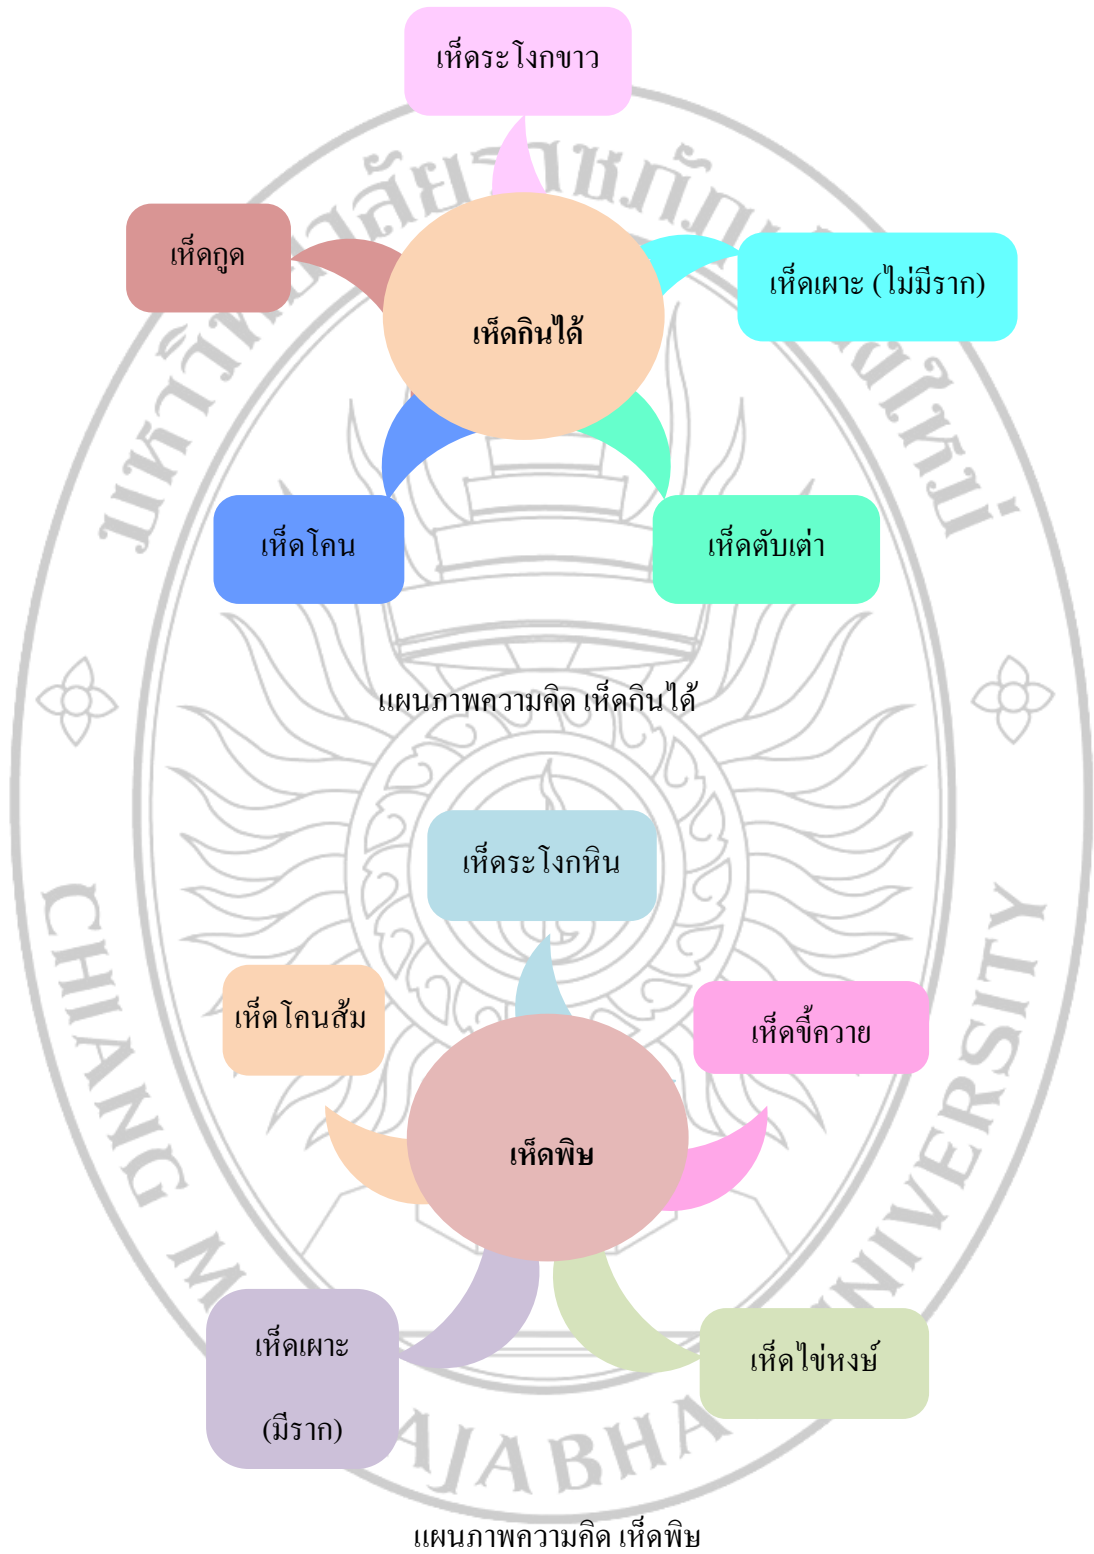 เห็ดระโงกขาว
เห็ดกูด
เห็ดเผาะ (ไม่มีราก)
เห็ดกินได้
เห็ดโคน
เห็ดตับเต่า
แผนภาพความคิด เห็ดกินได้
เห็ดระโงกหิน
เห็ดโคนส้ม
เห็ดขี้ควาย
เห็ดพิษ
เห็ดเผาะ
(มีราก)
เห็ดไข่หงษ์
แผนภาพความคิด เห็ดพิษ
CHIANG
UNIVERSITY